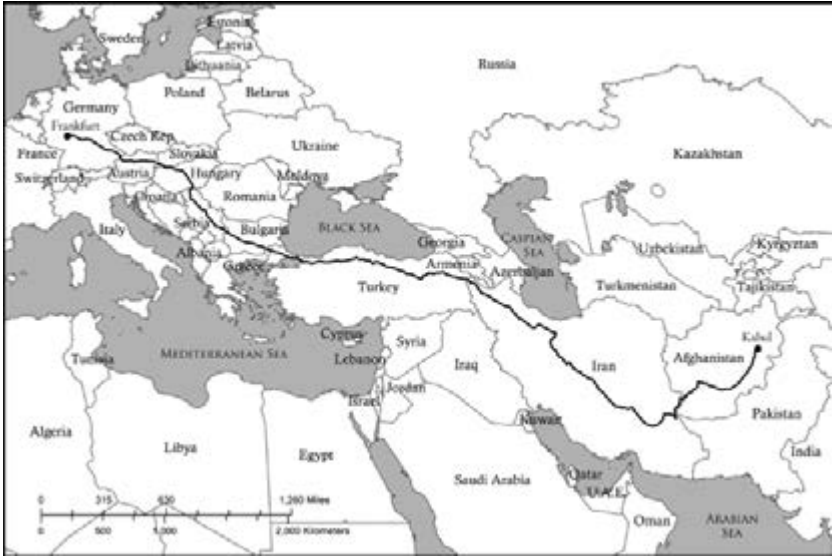 Estonia
Sweden
Latvia
Lithuania
Russia
Poland
Belarus
Germany
Frankfurt
Czech Rep.
Ukraine
Slovakia
Kazakhstan
France
Switzerland
Austria
Hungary
Moldova
Croatia
Romania
Serbia
Italy
Bulgaria
BLACK SEA
Georgia
CASPIAN
SEA
Uzbekistan
Kyrgyztan
Albania
Greece
Armenia
Azerbaijan
Turkmenistan
Tajikistan
Turkey
Kabul
Cyprus
Syria
MEDITERRANEAN SEA
Lebanon
Tunisia
Iraq
Iran
Afghanistan
Jordan
Israel
Pakistan
Kuwait
Algeria
Libya
Egypt
India
Saudi Arabia
Qatar
U.A.E.
Oman
ARABIAN
SEA
0 315 630 1,260 Miles
0 500 1,000 2,000 Kilometers